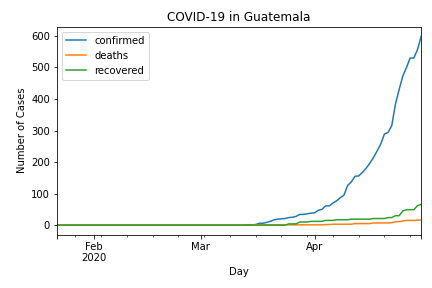 COVID-19 in Guatemala
confirmed
deaths
recovered
Number of Cases
600
500
400
300
200
100
0
Feb
2020
Mar
Apr
Day